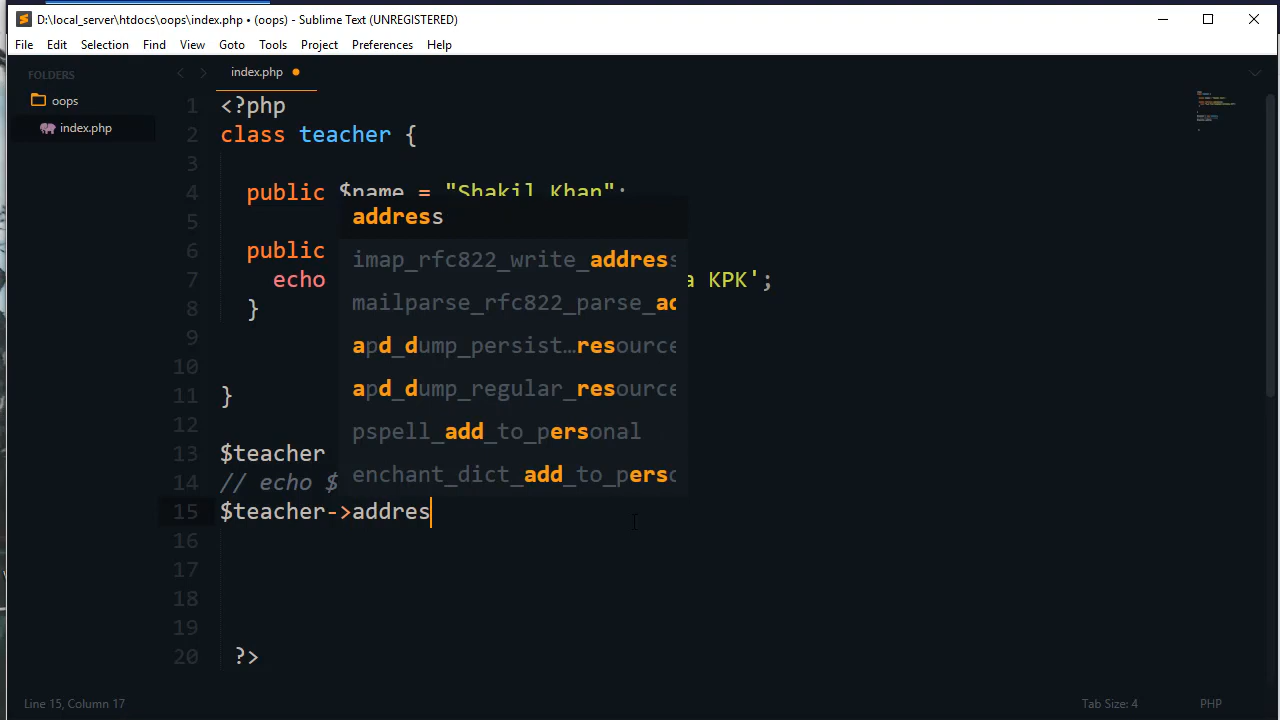 D:\local_server\htdocs\oops\index.php • (oops) - Sublime Text (UNREGISTERED)
File Edit Selection Find View Goto Tools Project Preferences Help
FOLDERS
oops
index.php
index.php
1 <?php
2 class teacher {
3
4 public $name = "Shakil Khan";
5
6 public
7 echo a KPK';
8 }
9
10
11 }
12
13 $teacher
14 // echo $
15 $teacher->addres
16
17
18
19
20 ?>
address
imap_rfc822_write_address
mailparse_rfc822_parse_ad
apd_dump_persist…resource
apd_dump_regular_resource
pspell_add_to_personal
enchant_dict_add_to_perso
Line 15, Column 17
Tab Size: 4
PHP